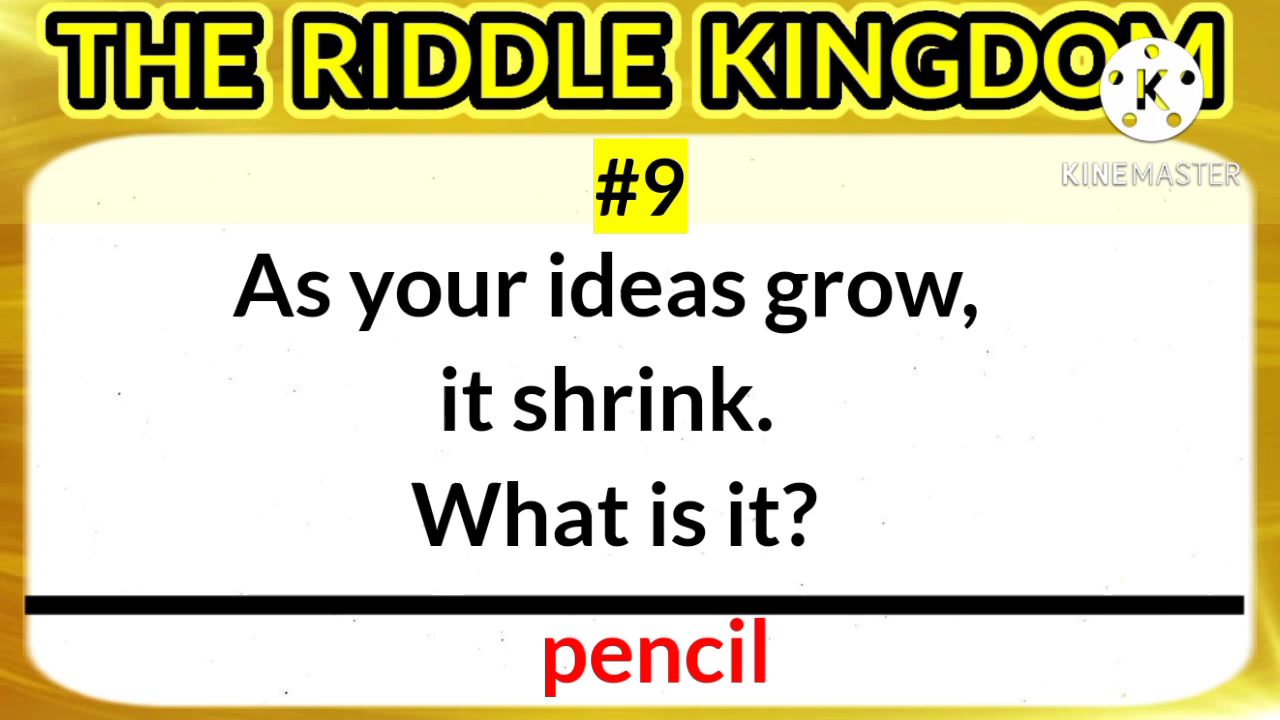 THE RIDDLE KINGDOM
K
KINEMASTER
#9
As your ideas grow,
it shrink.
What is it?
pencil